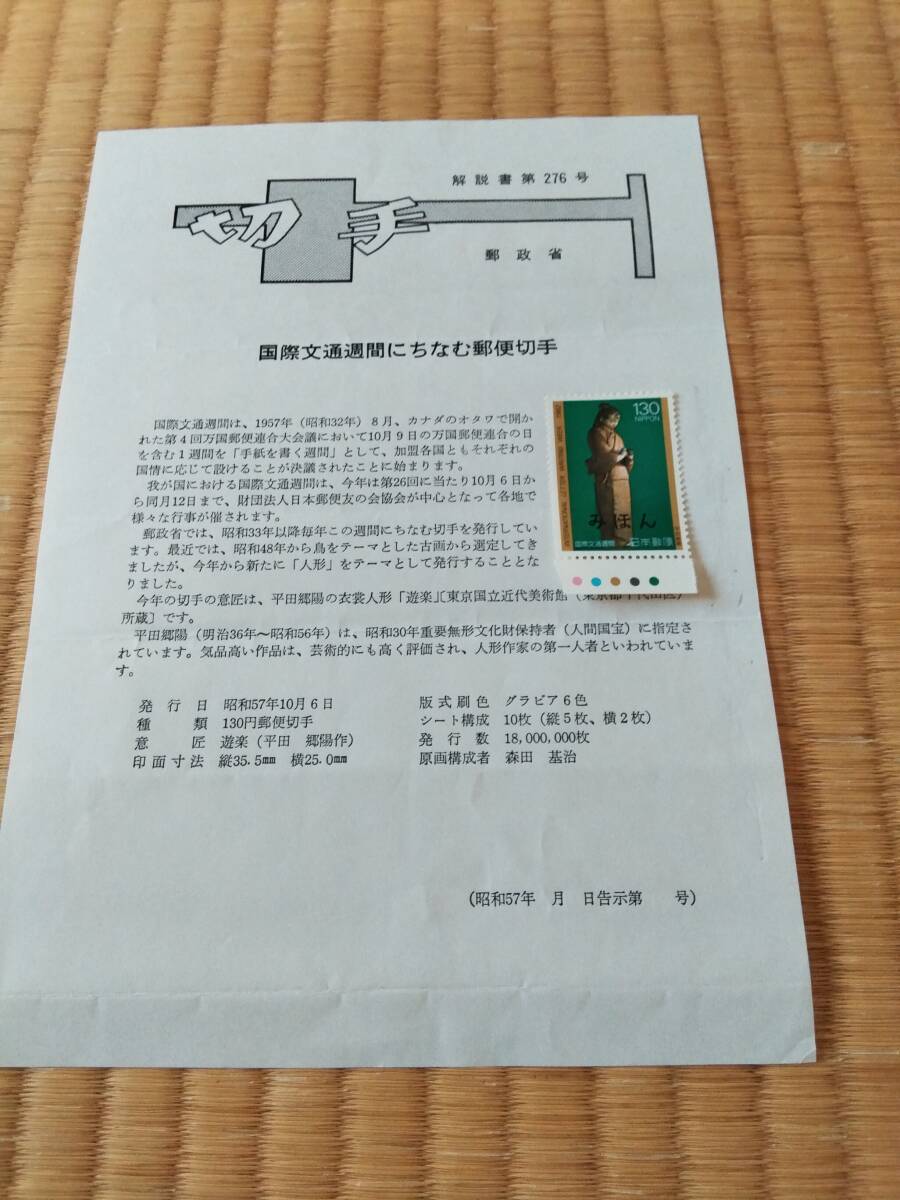 解説書第276号
切手
郵政省
国際文通週間にちなむ郵便切手
国際文通週間は、1957年（昭和32年）8月、カナダのオタワで開か
れた第4回万国郵便連合大会議において10月9日の万国郵便連合の日
を含む1週間を「手紙を書く週間」として、加盟各国ともそれぞれの
国情に応じて設けることが決議されたことに始まります。
我が国における国際文通週間は、今年は第26回に当たり10月6日か
ら同月12日まで、財団法人日本郵便友の会協会が中心となって各地で
様々な行事が催されます。
郵政省では、昭和33年以降毎年この週間にちなむ切手を発行してい
ます。最近では、昭和48年から鳥をテーマとした古画から選定してき
ましたが、今年から新たに「人形」をテーマとして発行することとな
りました。
今年の切手の意匠は、平田郷陽の衣裳人形「遊楽」〔東京国立近代美術館（東京都千代田区）
所蔵〕です。
平田郷陽（明治36年～昭和56年）は、昭和30年重要無形文化財保持者（人間国宝）に指定さ
れています。気品高い作品は、芸術的にも高く評価され、人形作家の第一人者といわれていま
す。
130
NIPPON
みほん
国際文通週間
日本郵便
発行日 昭和57年10月6日
種類 130円郵便切手
意匠 遊楽（平田 郷陽作）
印面寸法 縦35.5㎜ 横25.0㎜
版式刷色 グラビア6色
シート構成 10枚（縦5枚、横2枚）
発行数 18,000,000枚
原画構成者 森田 基治
（昭和57年 月 日告示第 号）